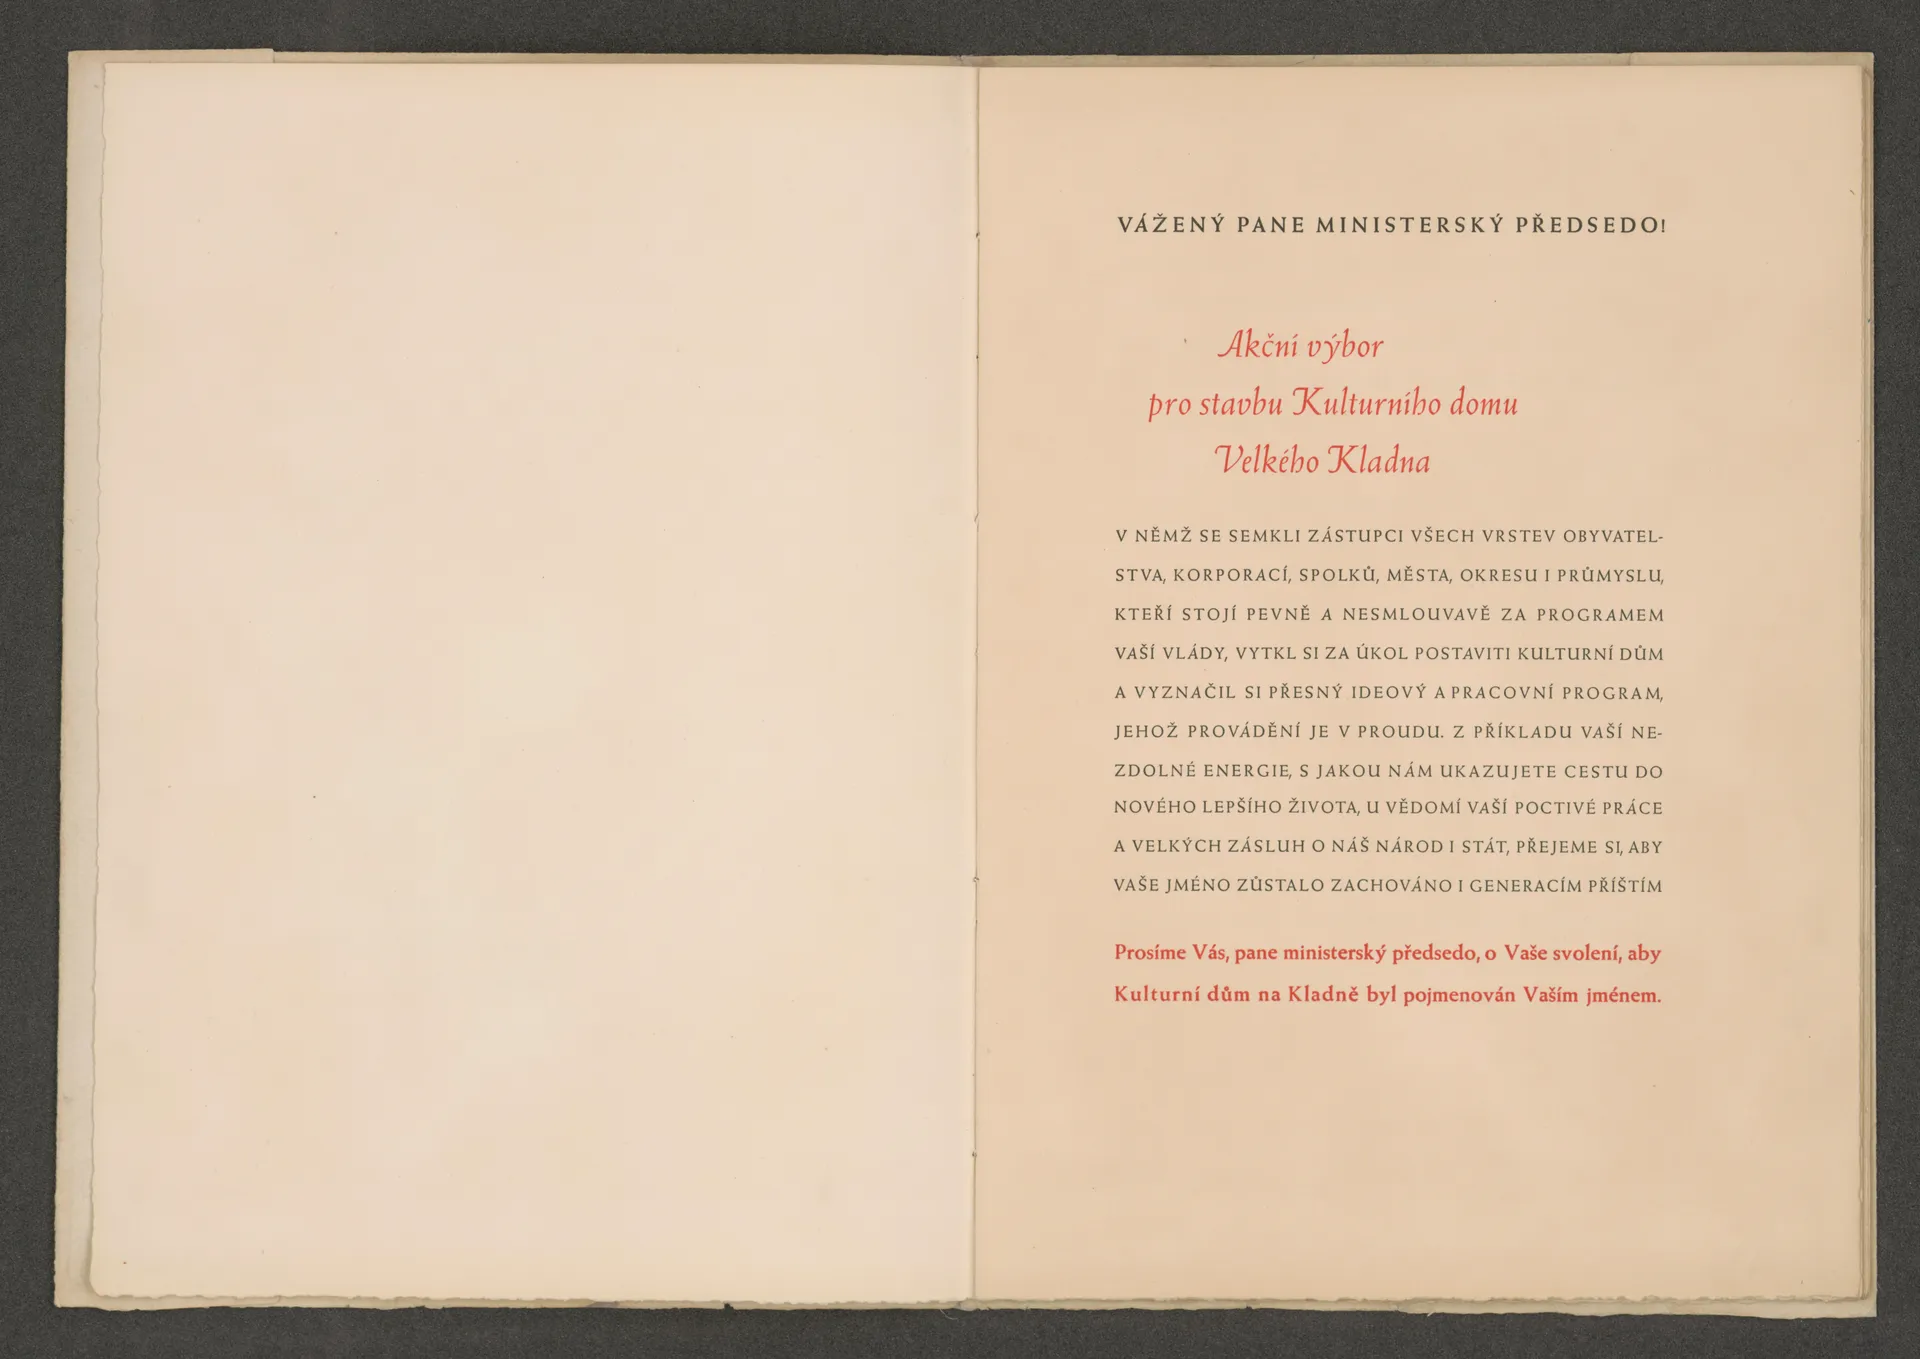 VÁŽENÝ PANE MINISTERSKÝ PŘEDSEDO!
Akční výbor
pro stavbu Kulturního domu
Velkého Kladna
V NĚMŽ SE SEMKLI ZÁSTUPCI VŠECH VRSTEV OBYVATEL-
STVA, KORPORACÍ, SPOLKŮ, MĚSTA, OKRESU I PRŮMYSLU,
KTEŘÍ STOJÍ PEVNĚ A NESMLOUVAVĚ ZA PROGRAMEM
VAŠÍ VLÁDY, VYTKL SI ZA ÚKOL POSTAVITI KULTURNÍ DŮM
A VYZNAČIL SI PŘESNÝ IDEOVÝ A PRACOVNÍ PROGRAM,
JEHOŽ PROVÁDĚNÍ JE V PROUDU. Z PŘÍKLADU VAŠÍ NE-
ZDOLNÉ ENERGIE, S JAKOU NÁM UKAZUJETE CESTU DO
NOVÉHO LEPŠÍHO ŽIVOTA, U VĚDOMÍ VAŠÍ POCTIVÉ PRÁCE
A VELKÝCH ZÁSLUH O NÁŠ NÁROD I STÁT, PŘEJEME SI, ABY
VAŠE JMÉNO ZŮSTALO ZACHOVÁNO I GENERACÍM PŘÍŠTÍM
Prosíme Vás, pane ministerský předsedo, o Vaše svolení, aby
Kulturní dům na Kladně byl pojmenován Vaším jménem.